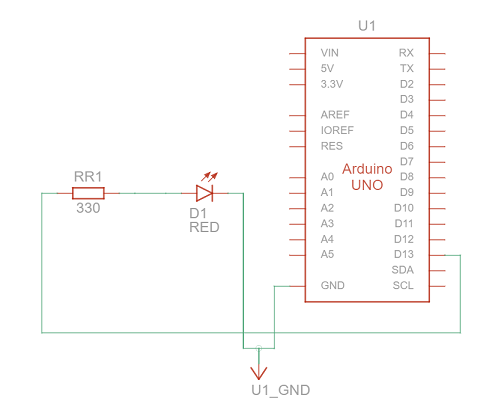 U1
VIN RX
5V TX
3.3V D2
D3
AREF D4
IOREF D5
RES D6
D7
Arduino
UNO
A0 D8
A1 D9
A2 D10
A3 D11
A4 D12
A5 D13
SDA
GND SCL
RR1
330
D1
RED
U1_GND